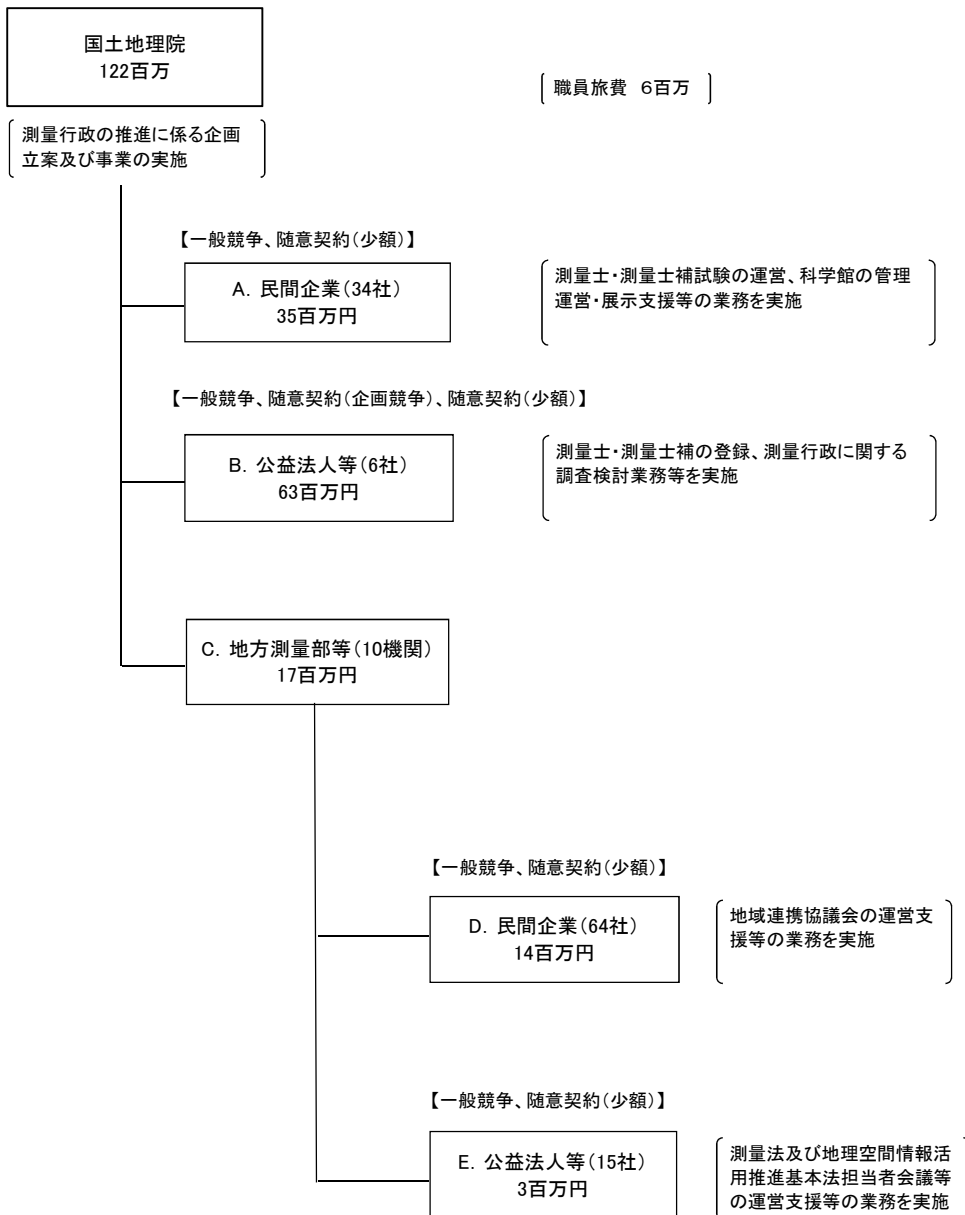 国土地理院
122百万
職員旅費 6百万
測量行政の推進に係る企画
立案及び事業の実施
【一般競争、随意契約(少額)】
A. 民間企業(34社)
35百万円
測量士・測量士補試験の運営、科学館の管理
運営・展示支援等の業務を実施
【一般競争、随意契約(企画競争)、随意契約(少額)】
B. 公益法人等(6社)
63百万円
測量士・測量士補の登録、測量行政に関する
調査検討業務等を実施
C. 地方測量部等(10機関)
17百万円
【一般競争、随意契約(少額)】
D. 民間企業(64社)
14百万円
地域連携協議会の運営支
援等の業務を実施
【一般競争、随意契約(少額)】
E. 公益法人等(15社)
3百万円
測量法及び地理空間情報活
用推進基本法担当者会議等
の運営支援等の業務を実施